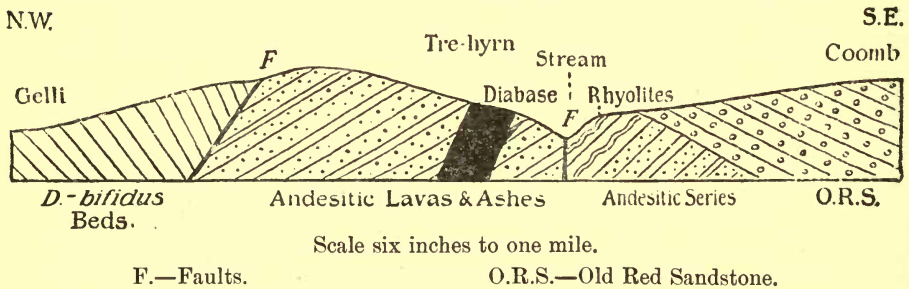 N.W.
S.E.
Tre-hyrn
Coomb
F
Stream
Gelli
Diabase
Rhyolites
F
D.-bifidus
Beds.
Andesitic Lavas & Ashes
Andesitic Series
O.R.S.
Scale six inches to one mile.
F.—Faults.
O.R.S.—Old Red Sandstone.